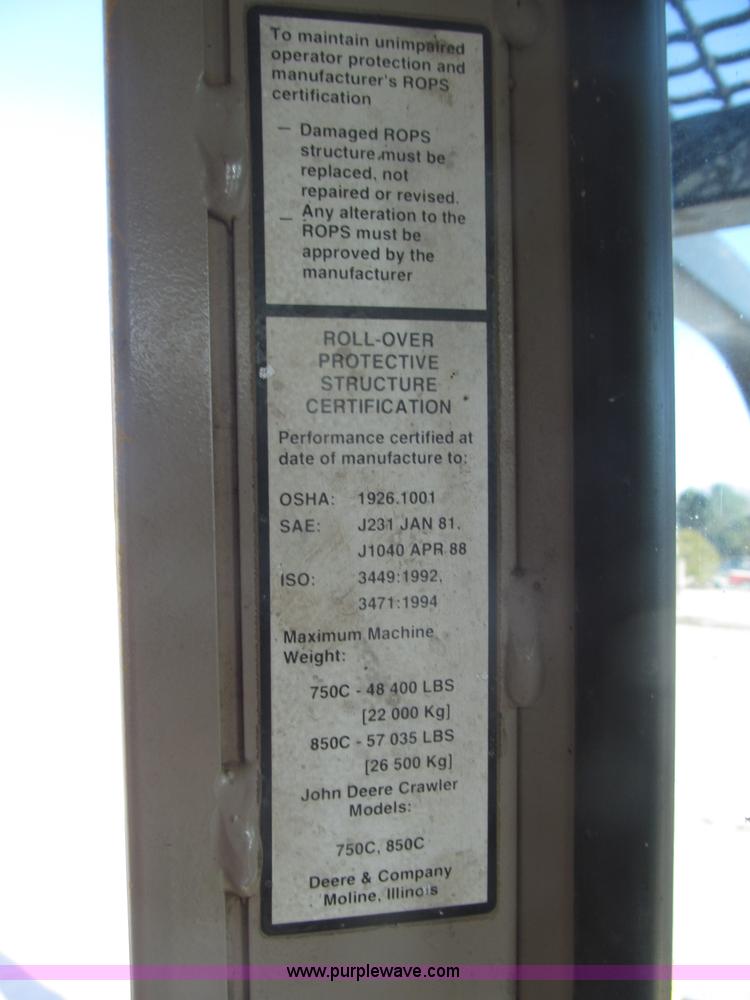 To maintain unimpaired
operator protection and
manufacturer's ROPS
certification
— Damaged ROPS
structure must be
replaced, not
repaired or revised.
— Any alteration to the
ROPS must be
approved by the
manufacturer
ROLL-OVER
PROTECTIVE
STRUCTURE
CERTIFICATION
Performance certified at
date of manufacture to:
OSHA: 1926.1001
SAE: J231 JAN 81,
J1040 APR 88
ISO: 3449:1992,
3471:1994
Maximum Machine
Weight:
750C - 48 400 LBS
[22 000 Kg]
850C - 57 035 LBS
[26 500 Kg]
John Deere Crawler
Models:
750C, 850C
Deere & Company
Moline, Illinois
www.purplewave.com